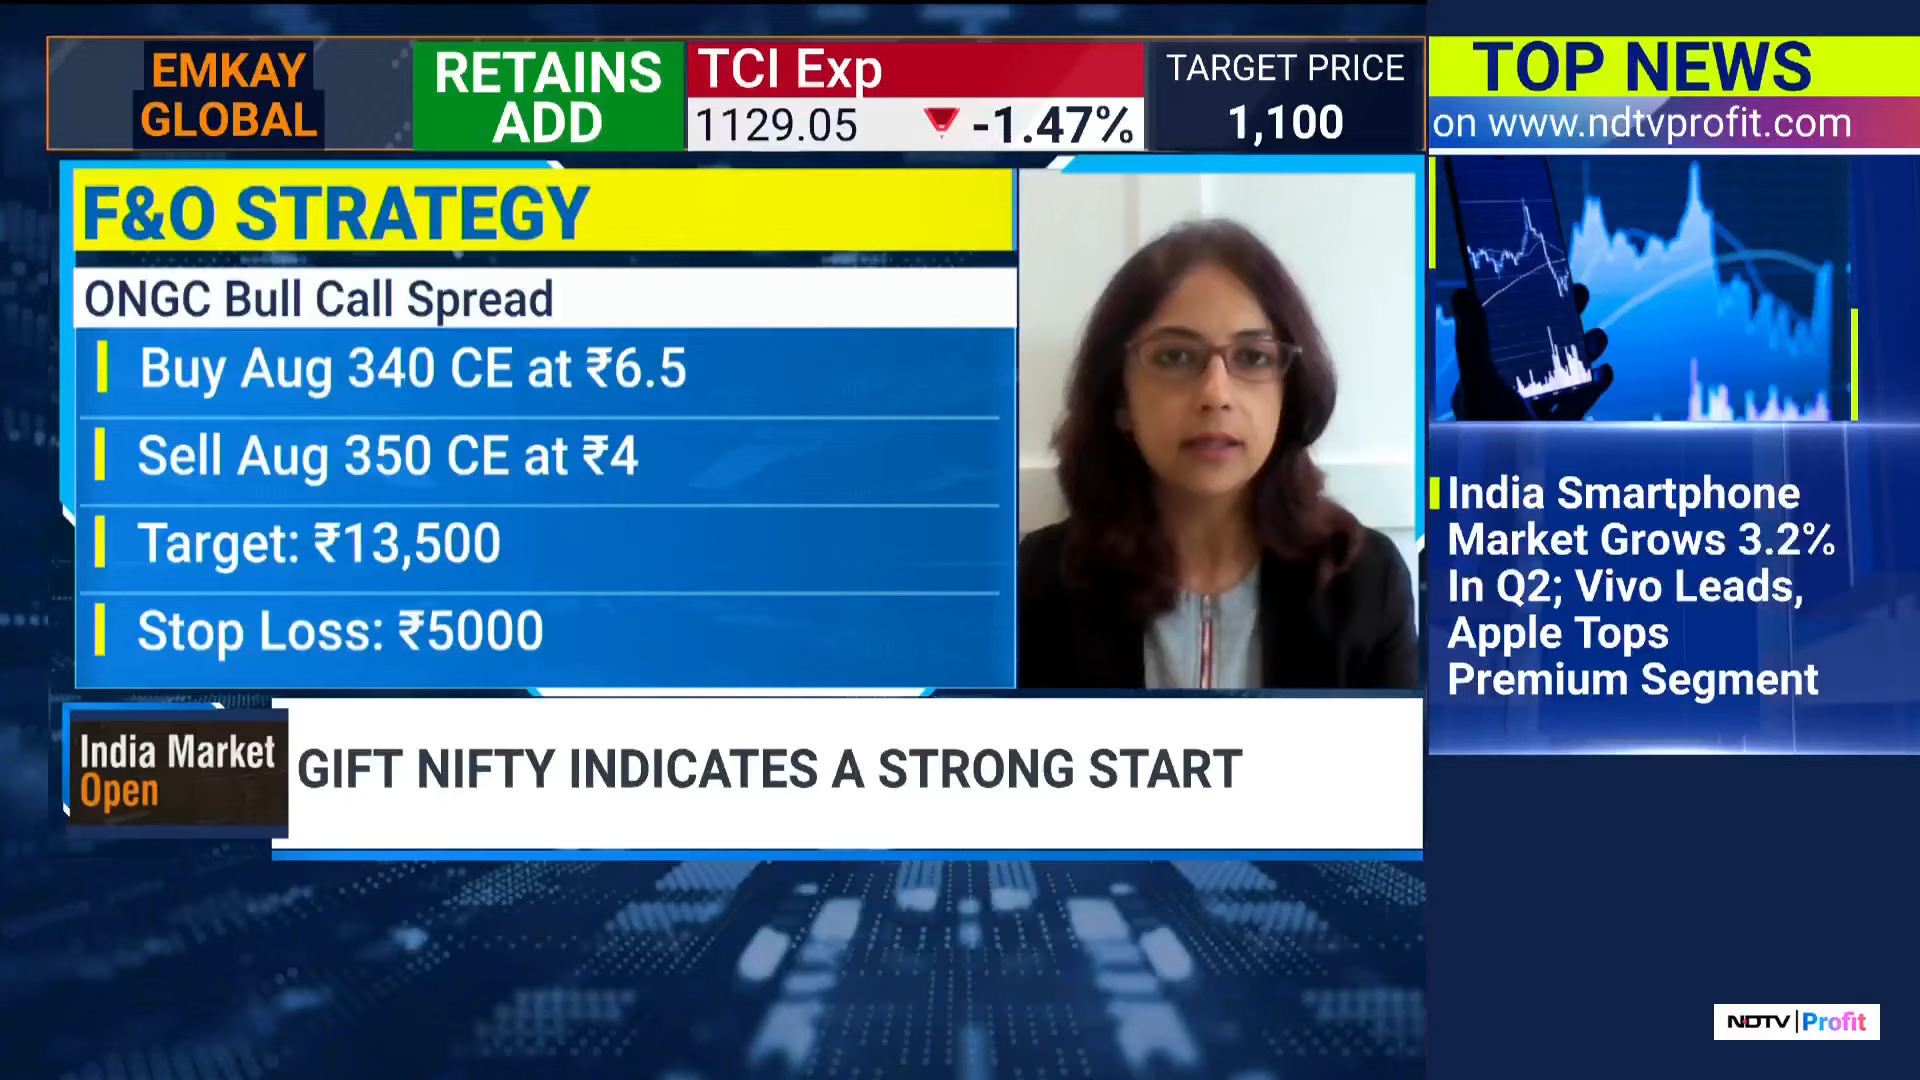 EMKAY
GLOBAL
RETAINS
ADD
TCI Exp
1129.05 -1.47%
TARGET PRICE
1,100
TOP NEWS
on www.ndtvprofit.com
F&O STRATEGY
ONGC Bull Call Spread
Buy Aug 340 CE at ₹6.5
Sell Aug 350 CE at ₹4
Target: ₹13,500
Stop Loss: ₹5000
India Smartphone
Market Grows 3.2%
In Q2; Vivo Leads,
Apple Tops
Premium Segment
India Market
Open
GIFT NIFTY INDICATES A STRONG START
NDTV Profit